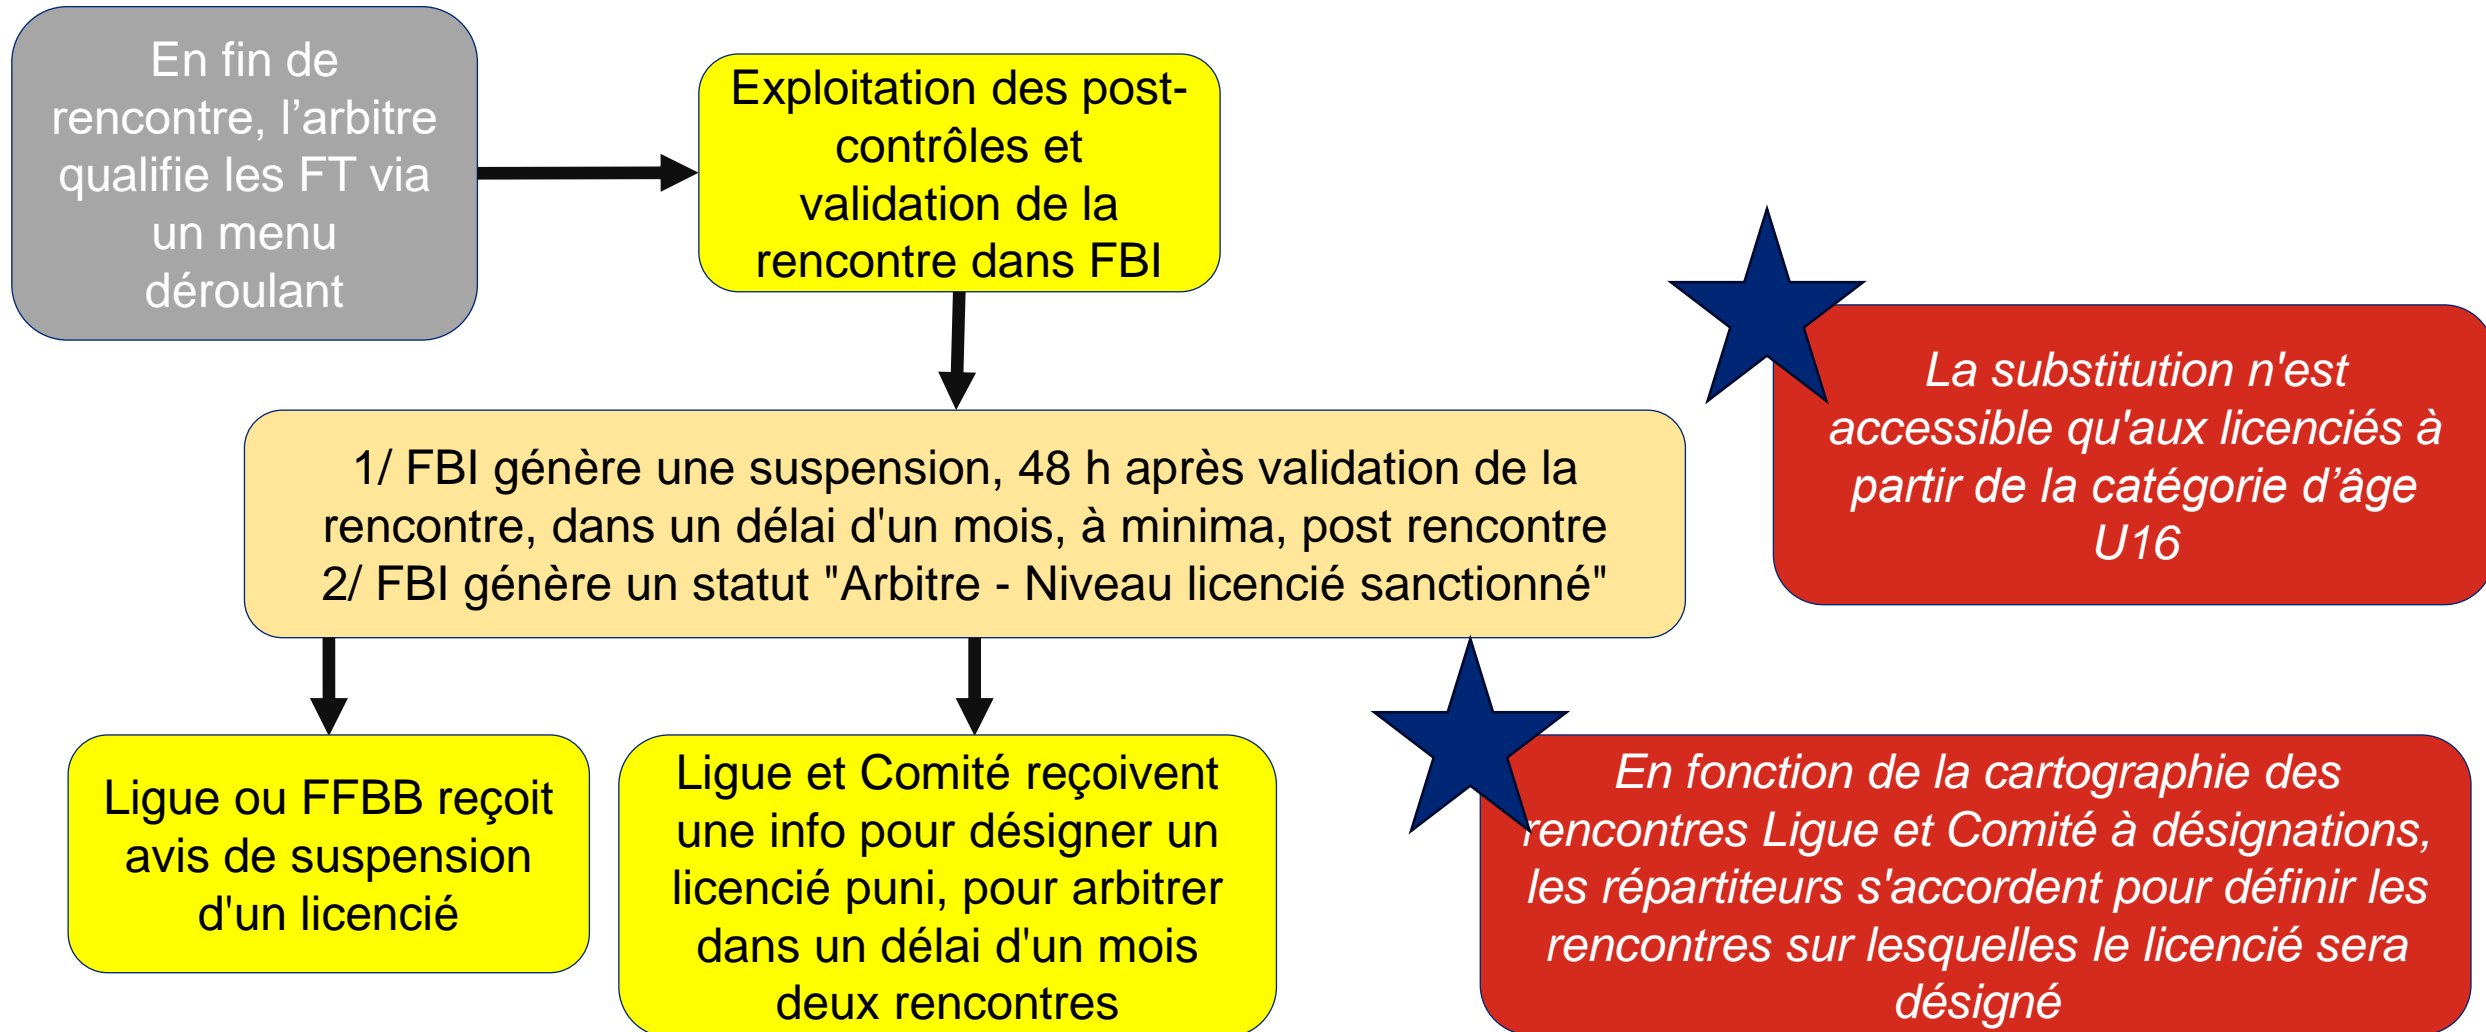 En fin de
rencontre, l’arbitre
qualifie les FT via
un menu
déroulant
Exploitation des post-
contrôles et
validation de la
rencontre dans FBI
La substitution n'est
accessible qu'aux licenciés à
partir de la catégorie d’âge
U16
1/ FBI génère une suspension, 48 h après validation de la
rencontre, dans un délai d'un mois, à minima, post rencontre
2/ FBI génère un statut "Arbitre - Niveau licencié sanctionné"
Ligue ou FFBB reçoit
avis de suspension
d'un licencié
Ligue et Comité reçoivent
une info pour désigner un
licencié puni, pour arbitrer
dans un délai d'un mois
deux rencontres
En fonction de la cartographie des
rencontres Ligue et Comité à désignations,
les répartiteurs s'accordent pour définir les
rencontres sur lesquelles le licencié sera
désigné